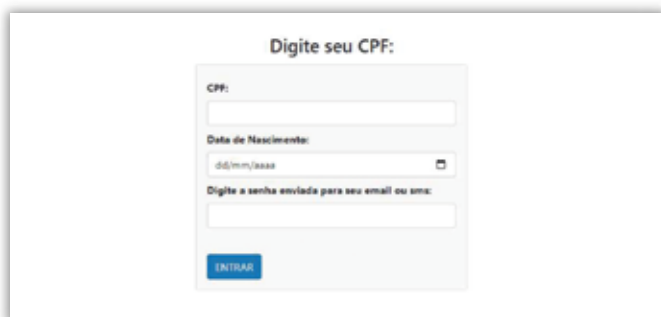 Digite seu CPF:
CPF:
Data de Nascimento:
dd/mm/aaaa
Digite a senha enviada para seu email ou sms:
ENTRAR